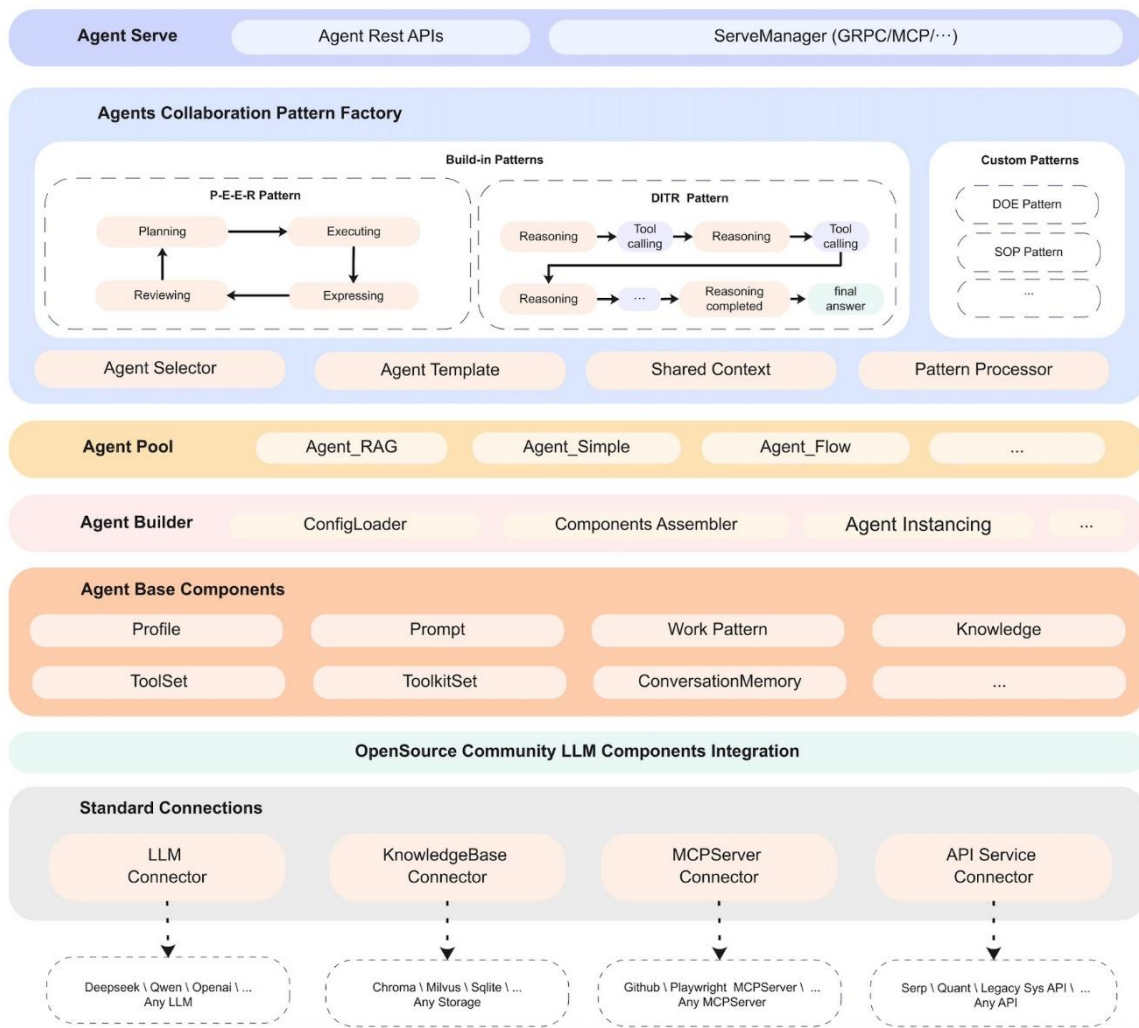 Agent Serve
Agent Rest APIs
ServeManager (GRPC/MCP/···)
Agents Collaboration Pattern Factory
Build-in Patterns
P-E-E-R Pattern
Planning
Executing
Reviewing
Expressing
DITR Pattern
Reasoning
Tool
calling
Reasoning
Tool
calling
Reasoning
...
Reasoning
completed
final
answer
Custom Patterns
DOE Pattern
SOP Pattern
...
Agent Selector
Agent Template
Shared Context
Pattern Processor
Agent Pool
Agent_RAG
Agent_Simple
Agent_Flow
...
Agent Builder
ConfigLoader
Components Assembler
Agent Instancing
...
Agent Base Components
Profile
Prompt
Work Pattern
Knowledge
ToolSet
ToolkitSet
ConversationMemory
...
OpenSource Community LLM Components Integration
Standard Connections
LLM
Connector
KnowledgeBase
Connector
MCPServer
Connector
API Service
Connector
Deepseek \ Qwen \ Openai \ ...
Any LLM
Chroma \ Milvus \ Sqlite \ ...
Any Storage
Github \ Playwright MCPServer \ ...
Any MCPServer
Serp \ Quant \ Legacy Sys API \ ...
Any API